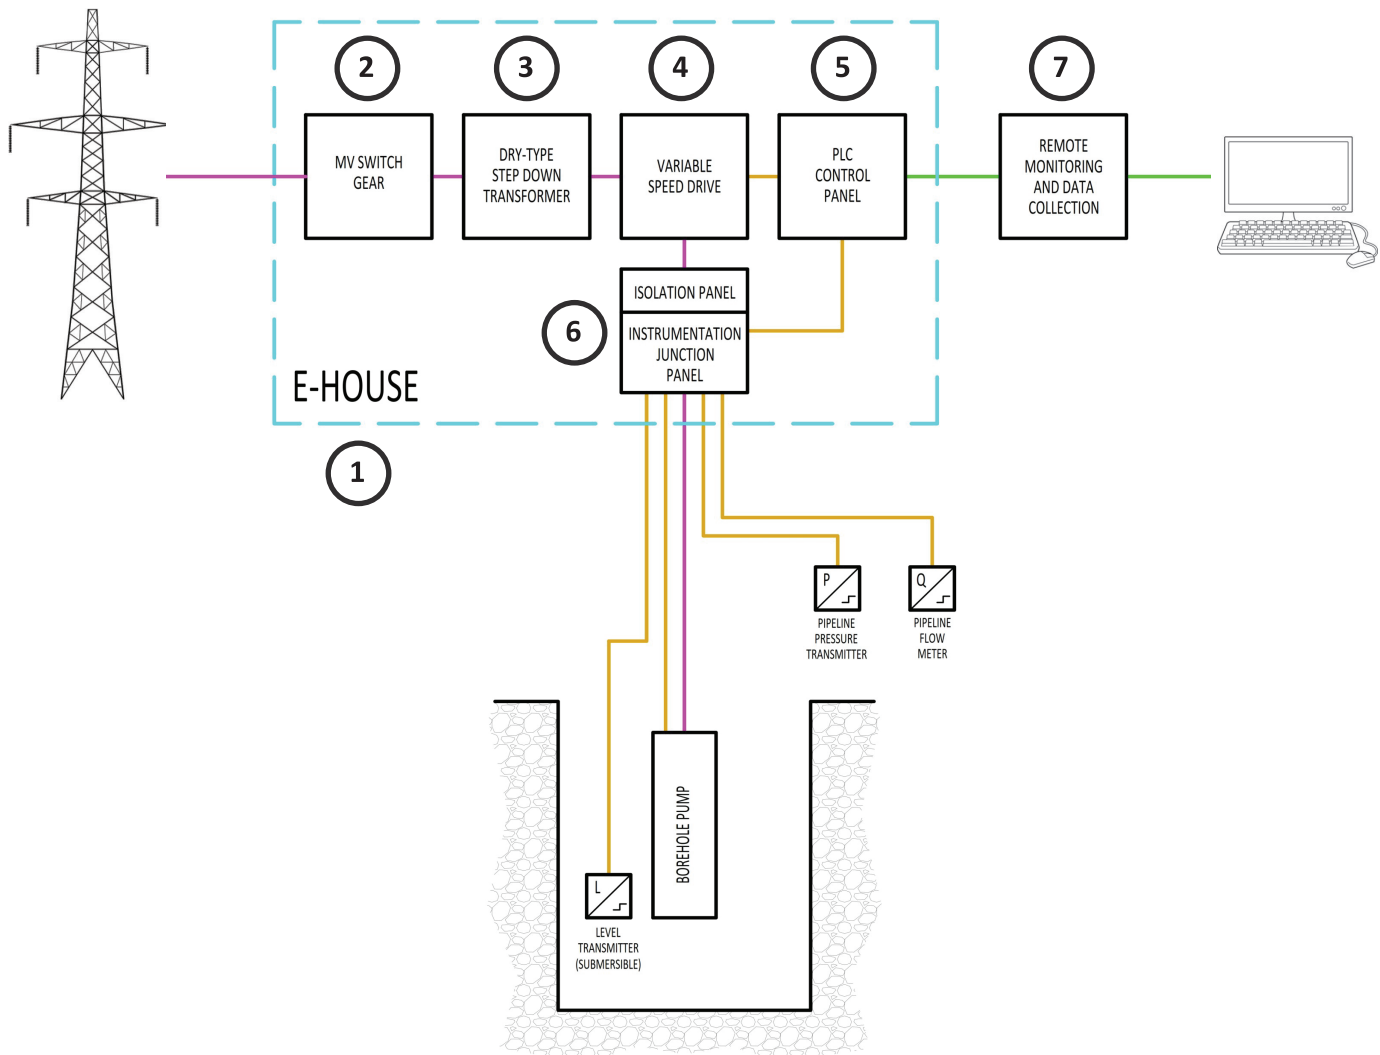 2
3
4
5
7
MV SWITCH
GEAR
DRY-TYPE
STEP DOWN
TRANSFORMER
VARIABLE
SPEED DRIVE
PLC
CONTROL
PANEL
REMOTE
MONITORING
AND DATA
COLLECTION
ISOLATION PANEL
6
INSTRUMENTATION
JUNCTION
PANEL
E-HOUSE
1
P
PIPELINE
PRESSURE
TRANSMITTER
Q
PIPELINE
FLOW
METER
BOREHOLE PUMP
L
LEVEL
TRANSMITTER
(SUBMERSIBLE)